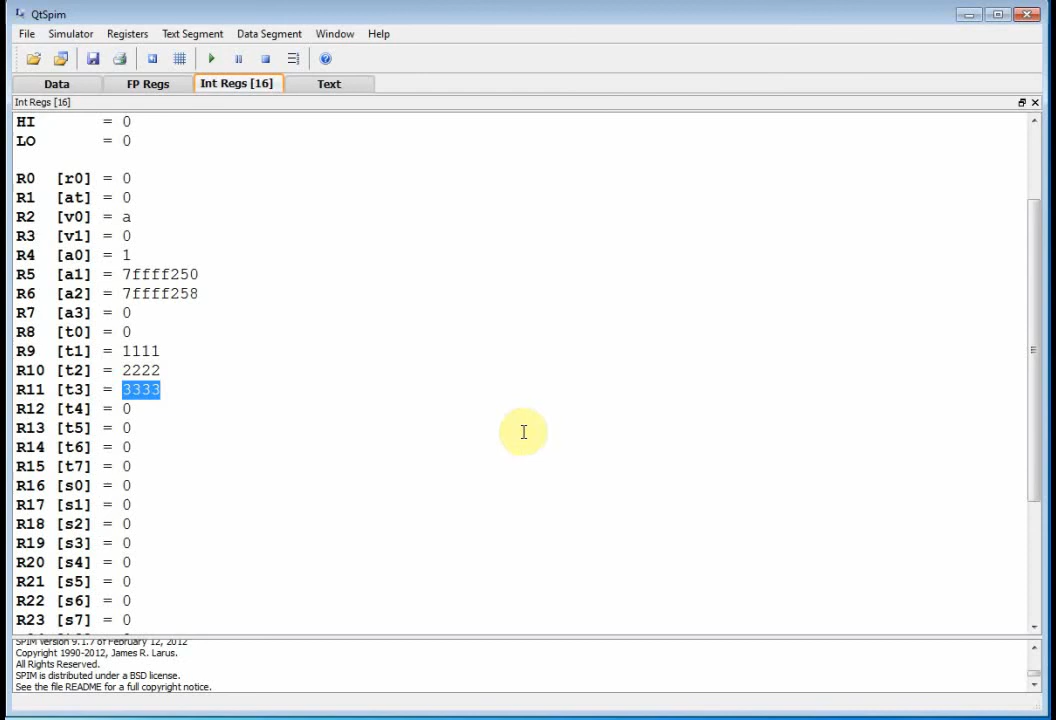 QtSpim
File Simulator Registers Text Segment Data Segment Window Help
Data FP Regs Int Regs [16] Text
Int Regs [16]
HI = 0
LO = 0
R0 [r0] = 0
R1 [at] = 0
R2 [v0] = a
R3 [v1] = 0
R4 [a0] = 1
R5 [a1] = 7ffff250
R6 [a2] = 7ffff258
R7 [a3] = 0
R8 [t0] = 0
R9 [t1] = 1111
R10 [t2] = 2222
R11 [t3] = 3333
R12 [t4] = 0
R13 [t5] = 0
R14 [t6] = 0
R15 [t7] = 0
R16 [s0] = 0
R17 [s1] = 0
R18 [s2] = 0
R19 [s3] = 0
R20 [s4] = 0
R21 [s5] = 0
R22 [s6] = 0
R23 [s7] = 0
SPIM Version 9.1.7 of February 12, 2012
Copyright 1990-2012, James R. Larus.
All Rights Reserved.
SPIM is distributed under a BSD license.
See the file README for a full copyright notice.